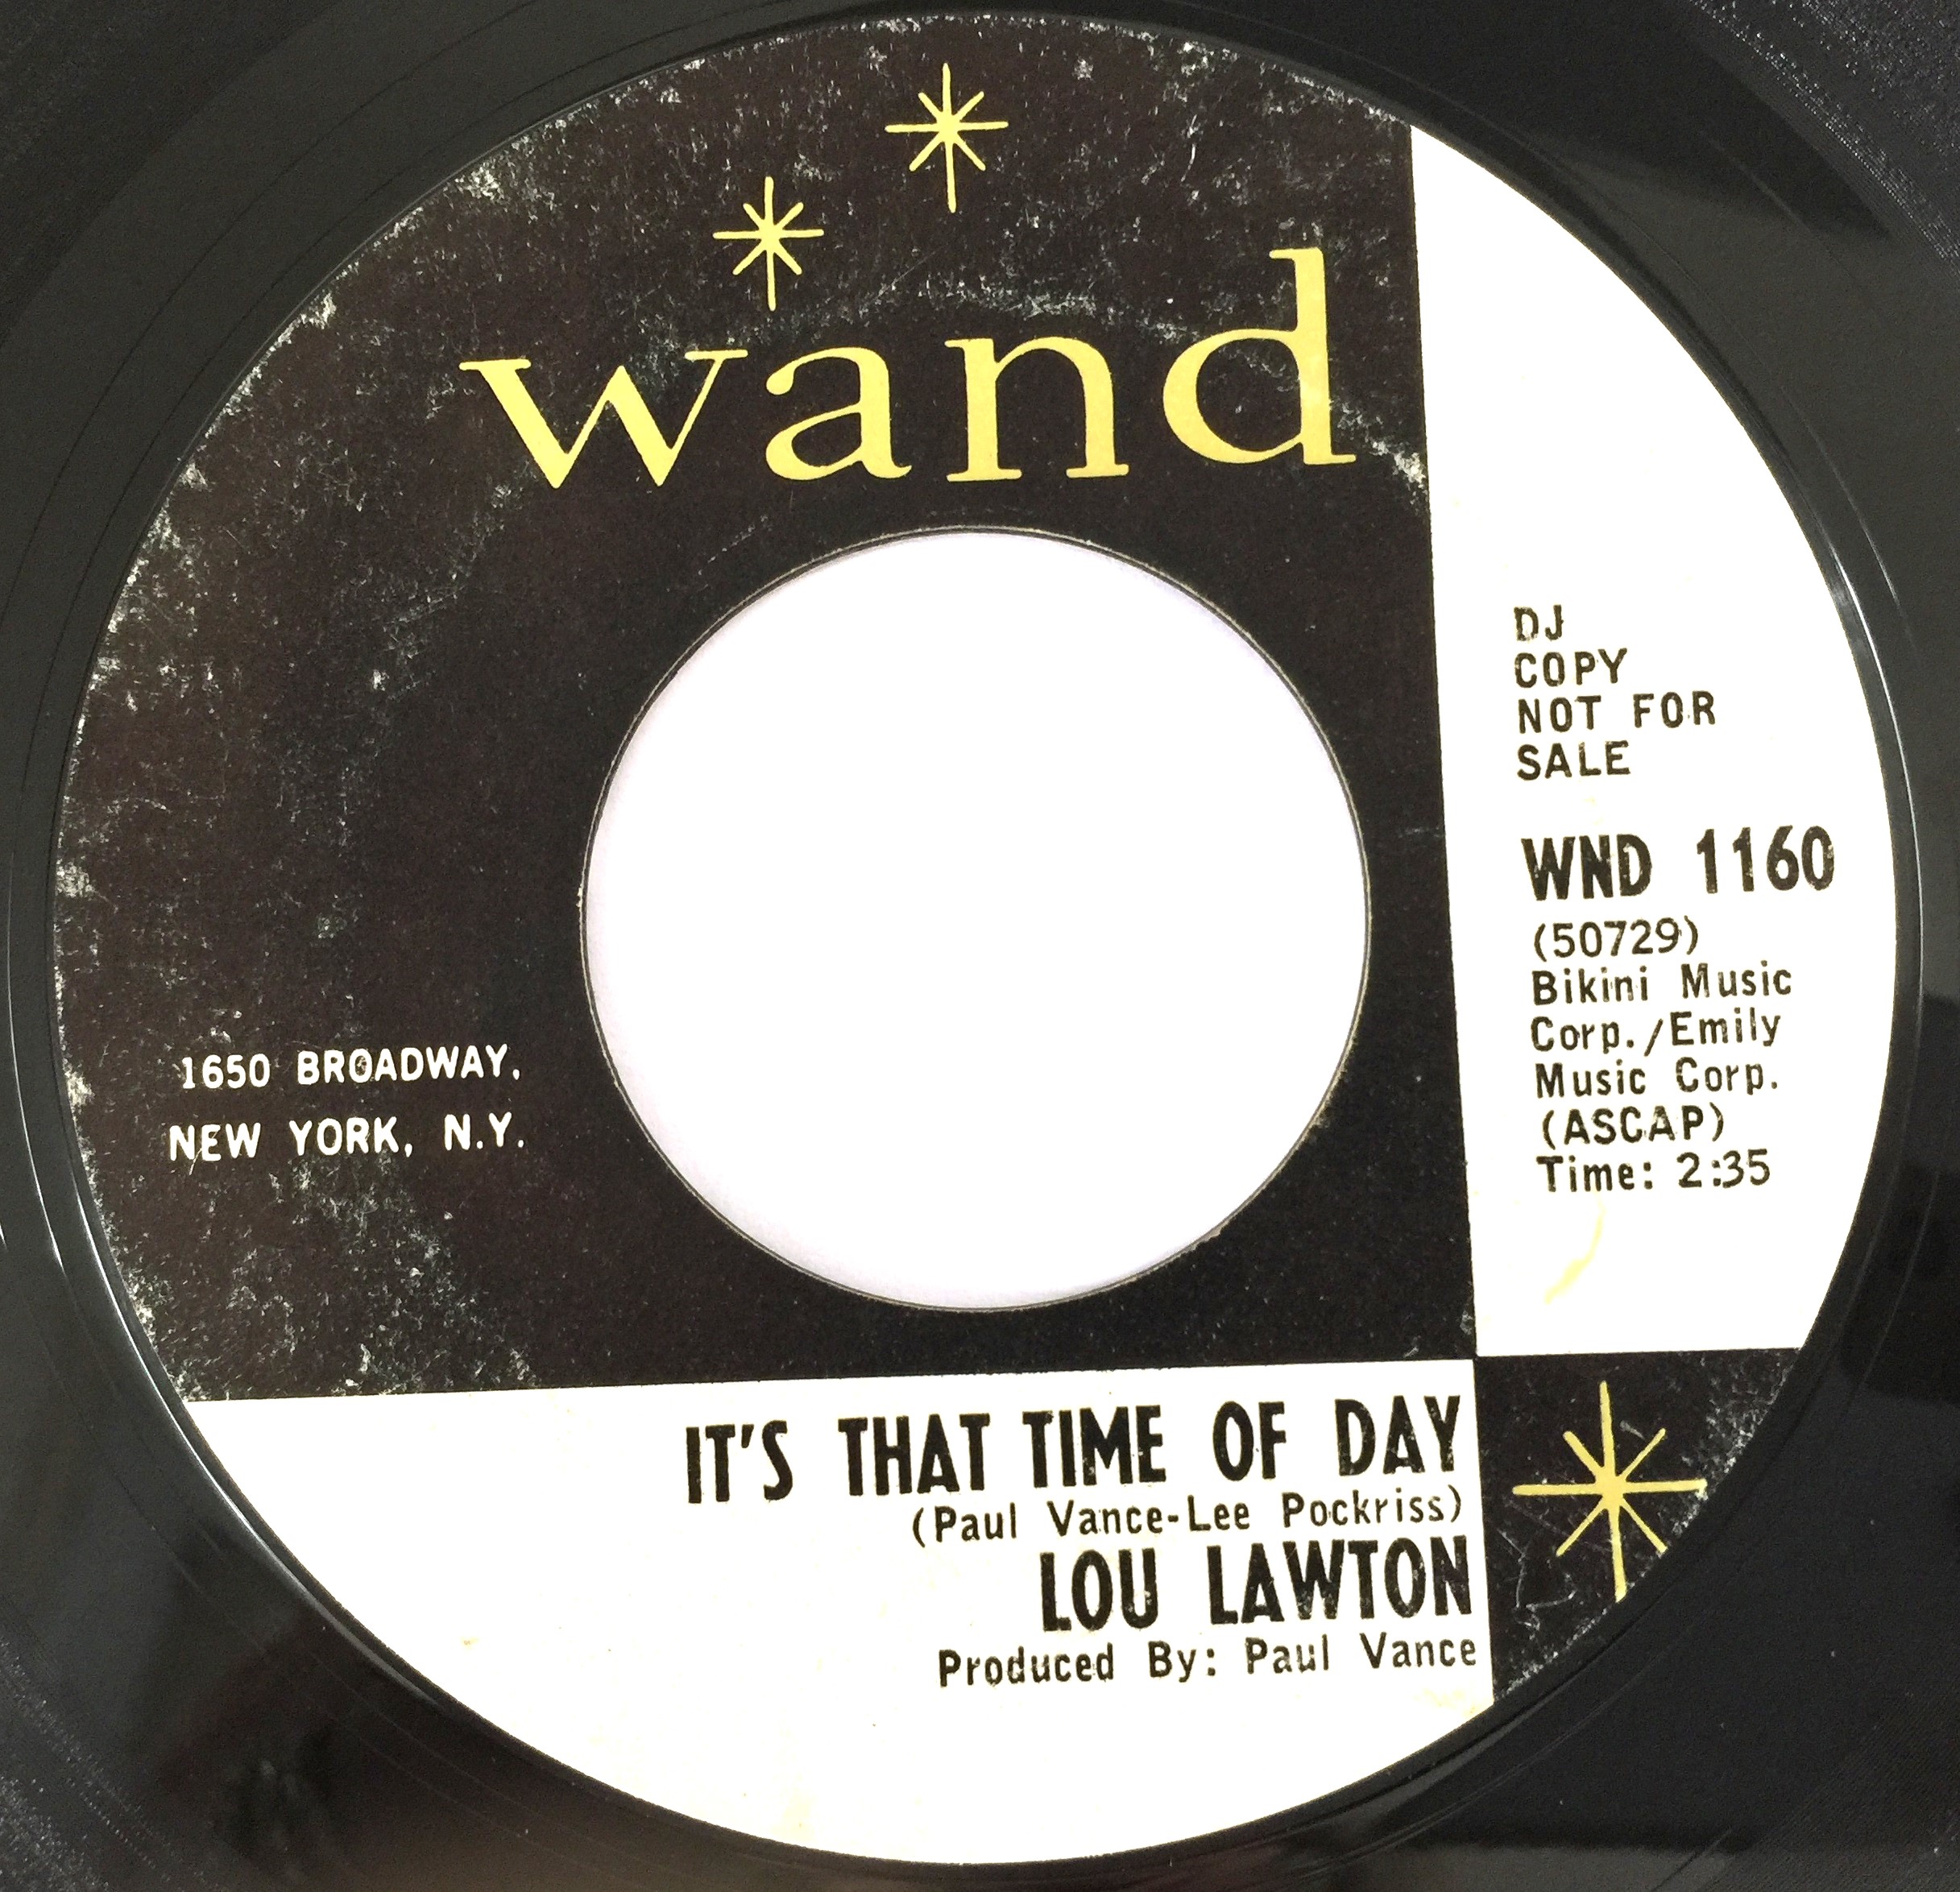 wand
DJ
COPY
NOT FOR
SALE
WND 1160
(50729)
Bikini Music
Corp./Emily
Music Corp.
(ASCAP)
Time: 2:35
1650 BROADWAY,
NEW YORK, N.Y.
IT'S THAT TIME OF DAY
(Paul Vance-Lee Pockriss)
LOU LAWTON
Produced By: Paul Vance